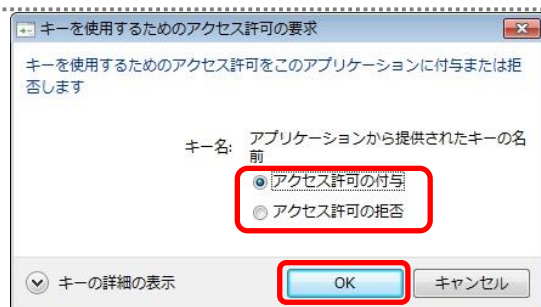 キーを使用するためのアクセス許可の要求
キーを使用するためのアクセス許可をこのアプリケーションに付与または拒
否します
キー名: アプリケーションから提供されたキーの名
前
アクセス許可の付与
アクセス許可の拒否
キーの詳細の表示 OK キャンセル